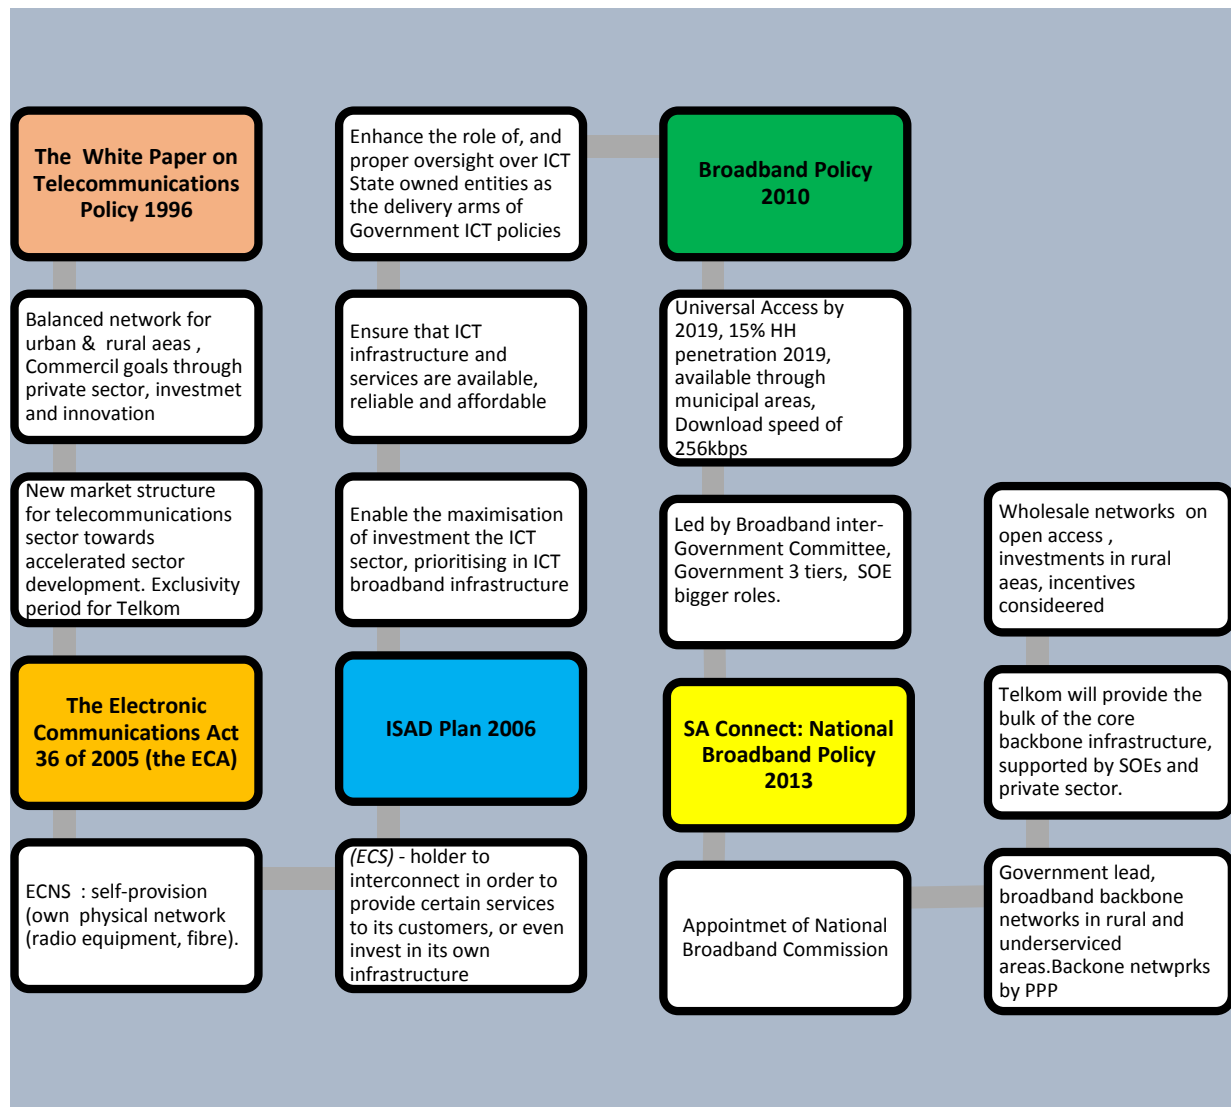 The White Paper on
Telecommunications
Policy 1996
Balanced network for
urban & rural aeas ,
Commercil goals through
private sector, investmet
and innovation
New market structure
for telecommunications
sector towards
accelerated sector
development. Exclusivity
period for Telkom
The Electronic
Communications Act
36 of 2005 (the ECA)
ECNS : self-provision
(own physical network
(radio equipment, fibre).
(ECS) - holder to
interconnect in order to
provide certain services
to its customers, or even
invest in its own
infrastructure
ISAD Plan 2006
Enable the maximisation
of investment the ICT
sector, prioritising in ICT
broadband infrastructure
Ensure that ICT
infrastructure and
services are available,
reliable and affordable
Enhance the role of, and
proper oversight over ICT
State owned entities as
the delivery arms of
Government ICT policies
Broadband Policy
2010
Universal Access by
2019, 15% HH
penetration 2019,
available through
municipal areas,
Download speed of
256kbps
Led by Broadband inter-
Government Committee,
Government 3 tiers, SOE
bigger roles.
SA Connect: National
Broadband Policy
2013
Appointmet of National
Broadband Commission
Government lead,
broadband backbone
networks in rural and
underserviced
areas.Backone netwprks
by PPP
Telkom will provide the
bulk of the core
backbone infrastructure,
supported by SOEs and
private sector.
Wholesale networks on
open access ,
investments in rural
aeas, incentives
consideered